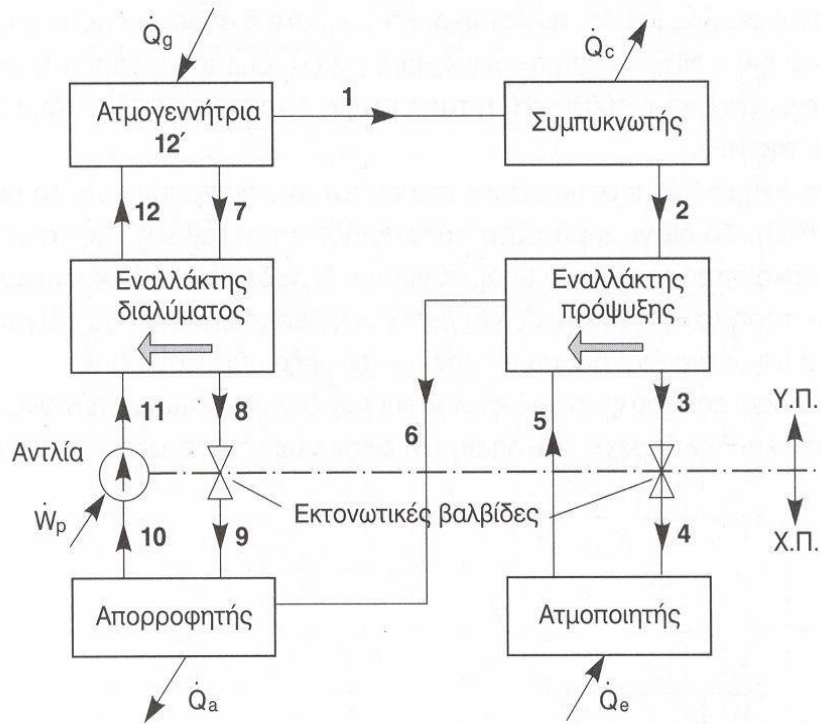 Q̇g
Q̇c
Ατμογεννήτρια
12′
1
Συμπυκνωτής
12
7
2
Εναλλάκτης
διαλύματος
Εναλλάκτης
πρόψυξης
11
8
6
5
3
Υ.Π.
Αντλία
Ẇp
Εκτονωτικές βαλβίδες
10
9
4
Χ.Π.
Απορροφητής
Ατμοποιητής
Q̇a
Q̇e